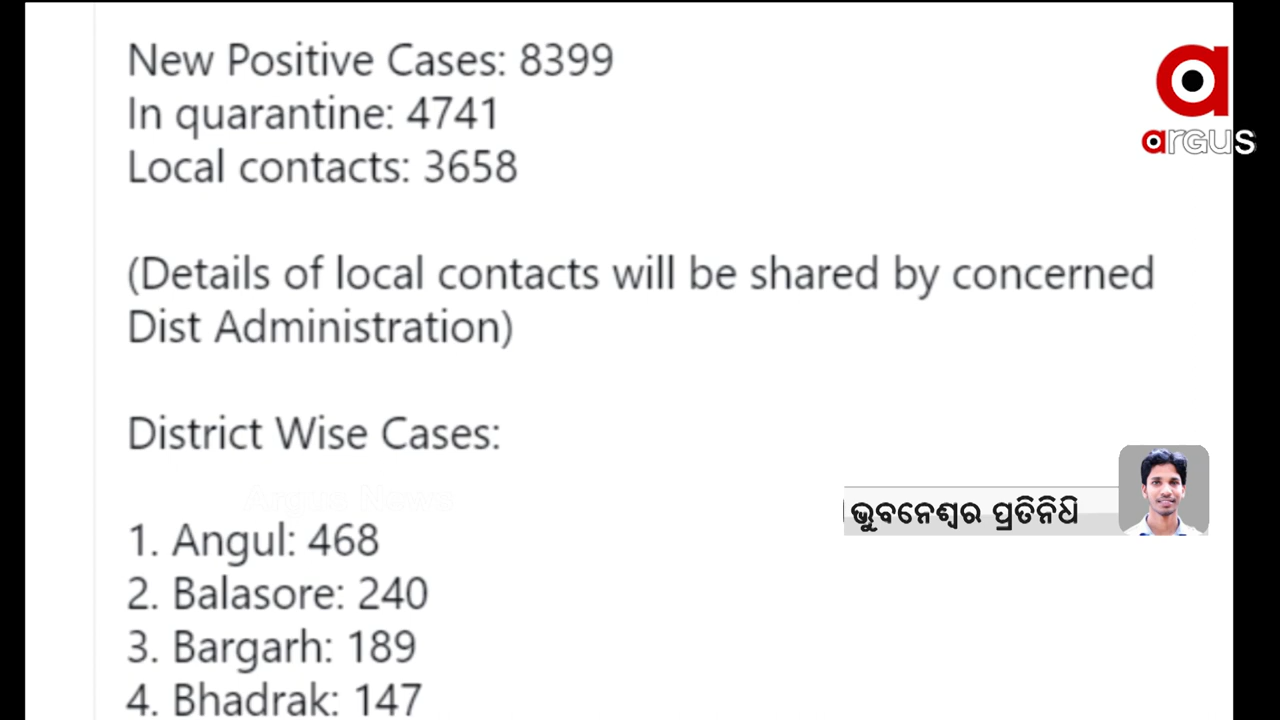 New Positive Cases: 8399
In quarantine: 4741
Local contacts: 3658
(Details of local contacts will be shared by concerned
Dist Administration)
District Wise Cases:
1. Angul: 468
2. Balasore: 240
3. Bargarh: 189
4. Bhadrak: 147
argus
Argus News
ଭୁବନେଶ୍ୱର ପ୍ରତିନିଧି